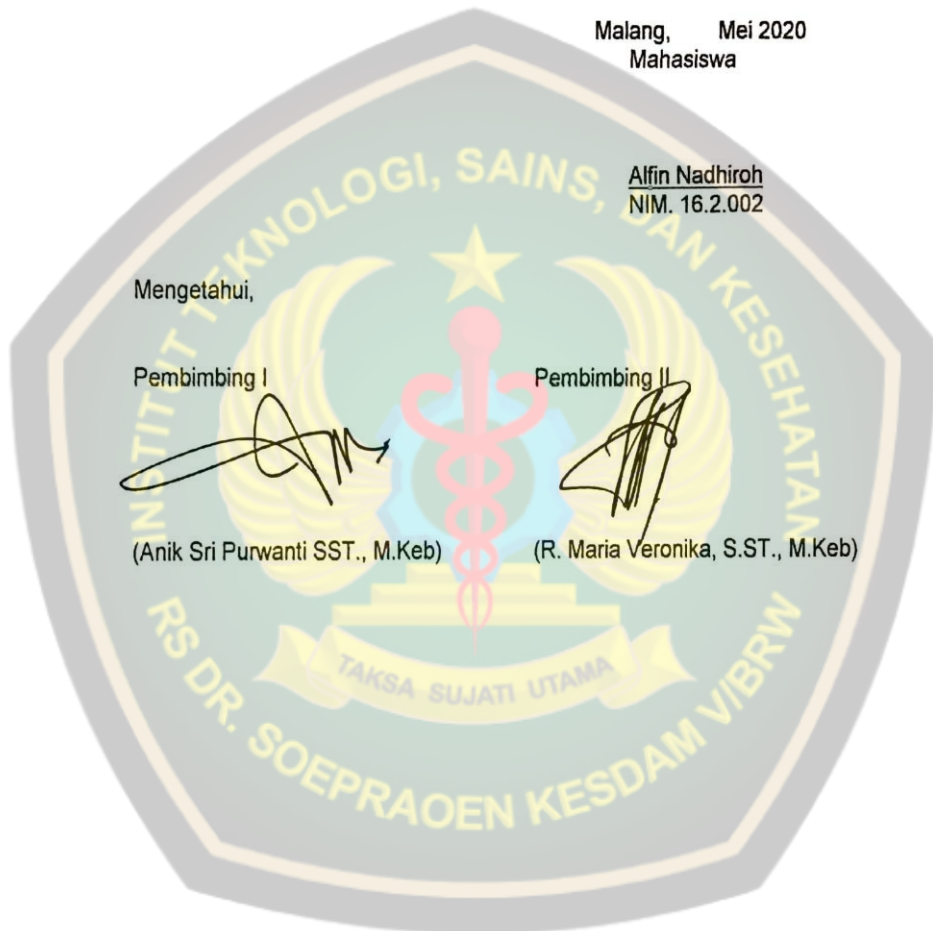 Malang, Mei 2020
Mahasiswa
Alfin Nadhiroh
NIM. 16.2.002
Mengetahui,
Pembimbing I Pembimbing II
(Anik Sri Purwanti SST., M.Keb) (R. Maria Veronika, S.ST., M.Keb)
INSTITUT TEKNOLOGI, SAINS, DAN KESEHATAN
TAKSA SUJATI UTAMA
RS DR. SOEPRAOEN KESDAM V/BRW